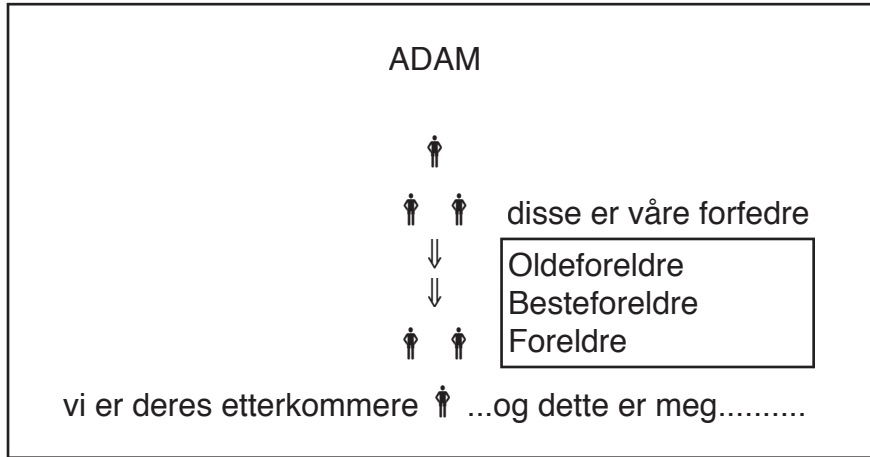 ADAM
disse er våre forfedre
Oldeforeldre
Besteforeldre
Foreldre
vi er deres etterkommere ...og dette er meg..........